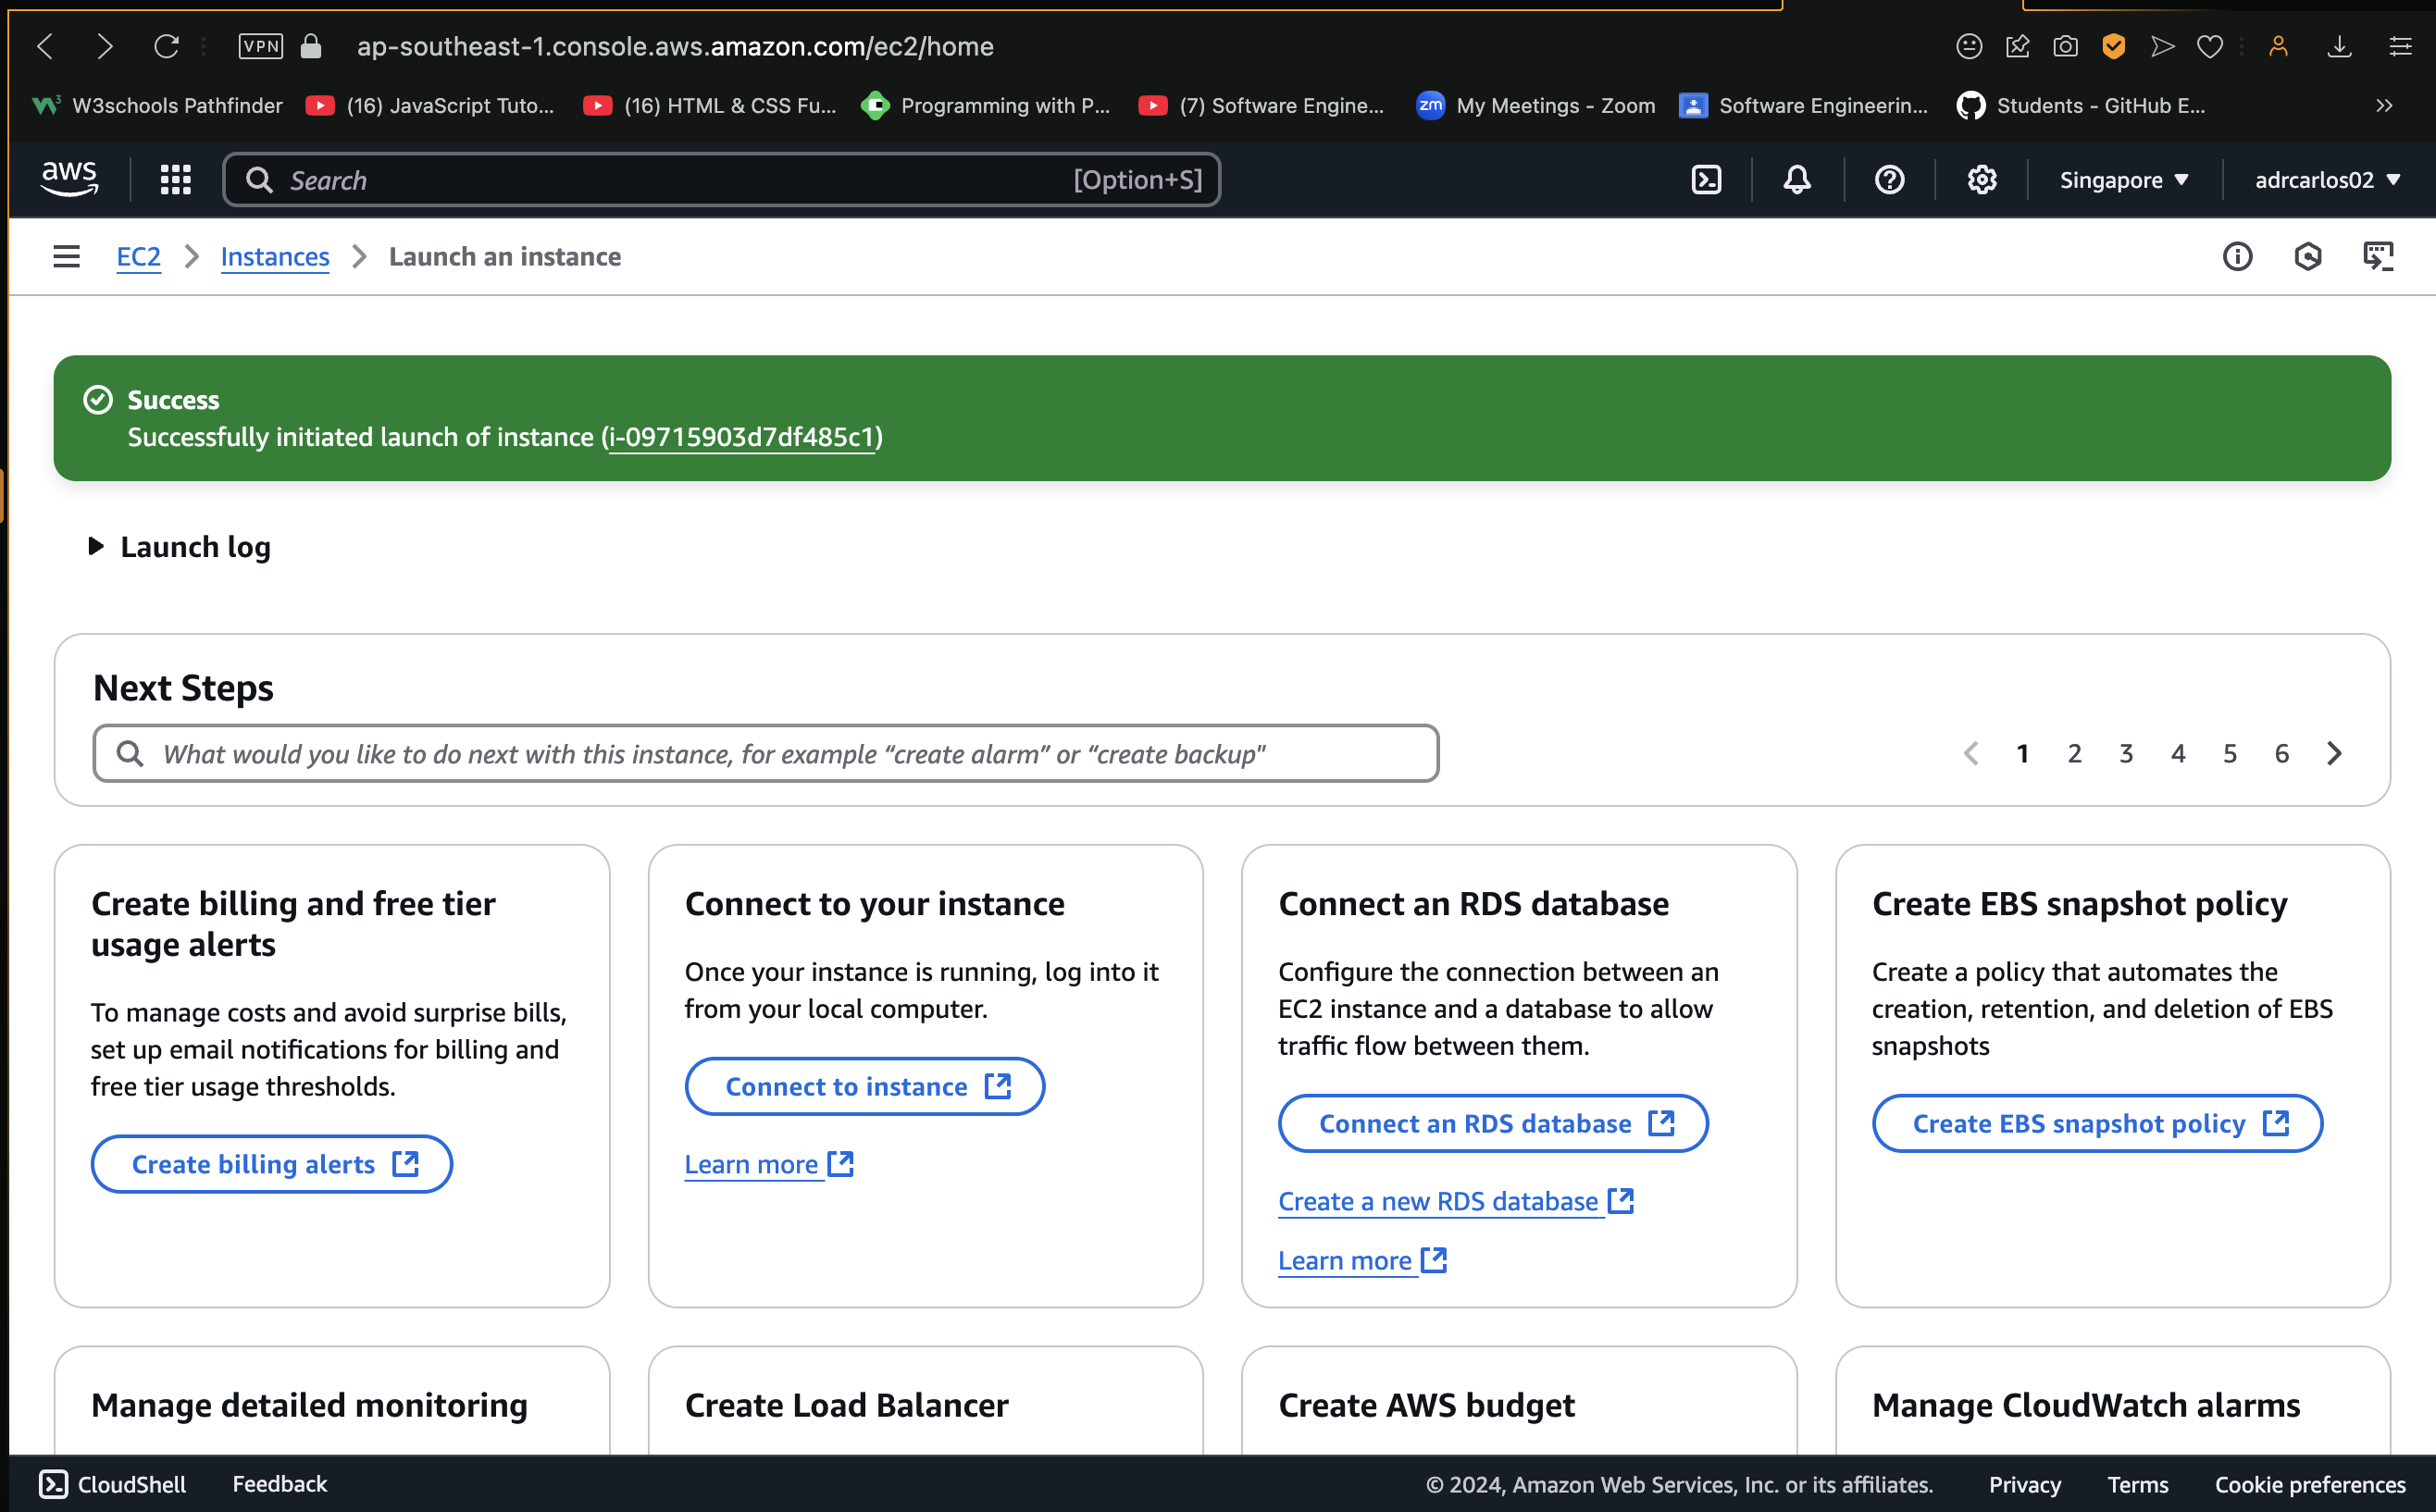 VPN
ap-southeast-1.console.aws.amazon.com/ec2/home
W3schools Pathfinder
(16) JavaScript Tuto...
(16) HTML & CSS Fu...
Programming with P...
(7) Software Engine...
zm My Meetings - Zoom
Software Engineerin...
Students - GitHub E...
aws
Search
[Option+S]
Singapore
adrcarlos02
EC2
Instances
Launch an instance
Success
Successfully initiated launch of instance (i-09715903d7df485c1)
Launch log
Next Steps
What would you like to do next with this instance, for example “create alarm” or “create backup"
1 2 3 4 5 6
Create billing and free tier
usage alerts
To manage costs and avoid surprise bills,
set up email notifications for billing and
free tier usage thresholds.
Create billing alerts
Connect to your instance
Once your instance is running, log into it
from your local computer.
Connect to instance
Learn more
Connect an RDS database
Configure the connection between an
EC2 instance and a database to allow
traffic flow between them.
Connect an RDS database
Create a new RDS database
Learn more
Create EBS snapshot policy
Create a policy that automates the
creation, retention, and deletion of EBS
snapshots
Create EBS snapshot policy
Manage detailed monitoring
Create Load Balancer
Create AWS budget
Manage CloudWatch alarms
CloudShell
Feedback
© 2024, Amazon Web Services, Inc. or its affiliates.
Privacy
Terms
Cookie preferences